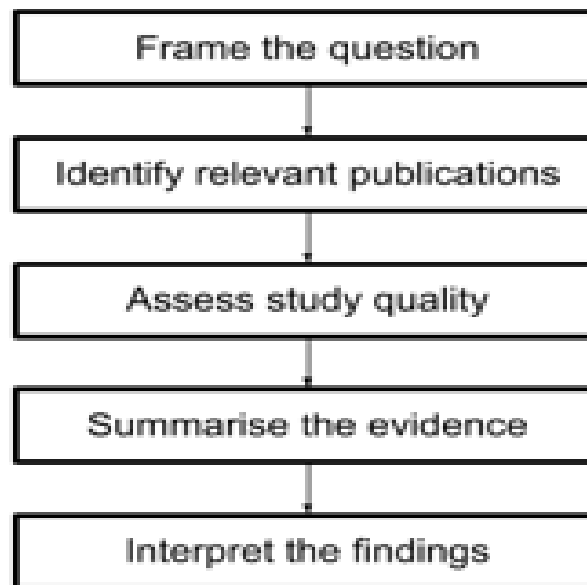 Frame the question
Identify relevant publications
Assess study quality
Summarise the evidence
Interpret the findings